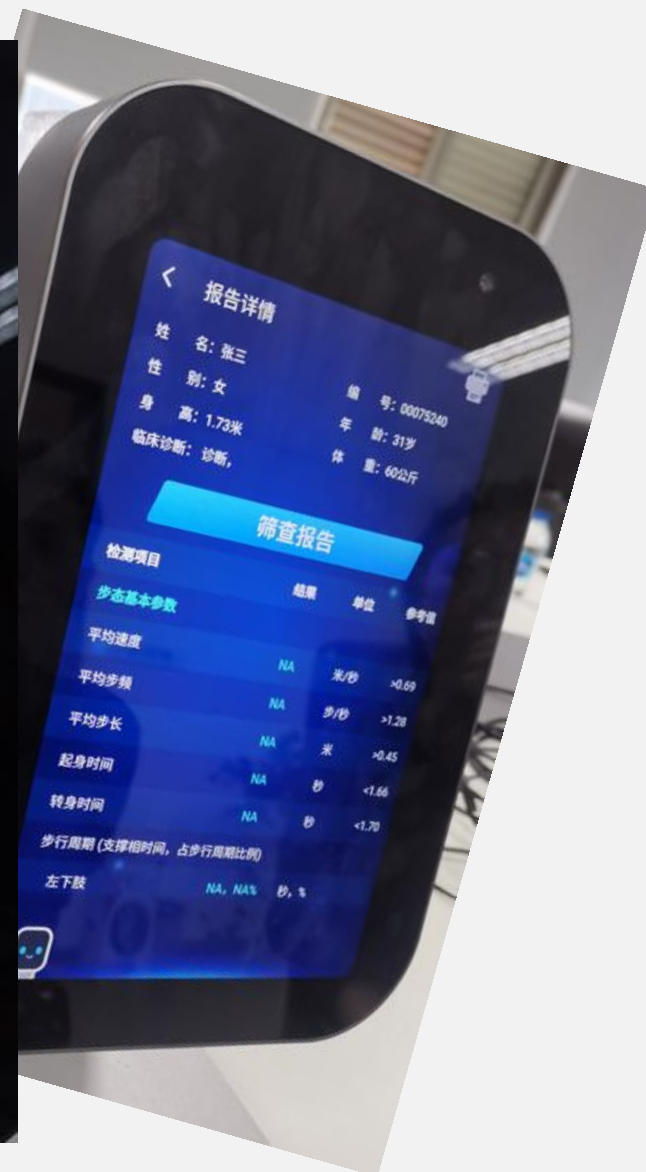 报告详情
姓 名：张三
编 号：00075240
性 别：女
年 龄：31岁
身 高：1.73米
体 重：60公斤
临床诊断：诊断，
筛查报告
检测项目 结果 单位 参考值
步态基本参数
平均速度 NA 米/秒 >0.69
平均步频 NA 步/秒 >1.28
平均步长 NA 米 >0.45
起身时间 NA 秒 <1.66
转身时间 NA 秒 <1.70
步行周期 (支撑相时间，占步行周期比例)
左下肢 NA，NA% 秒，%